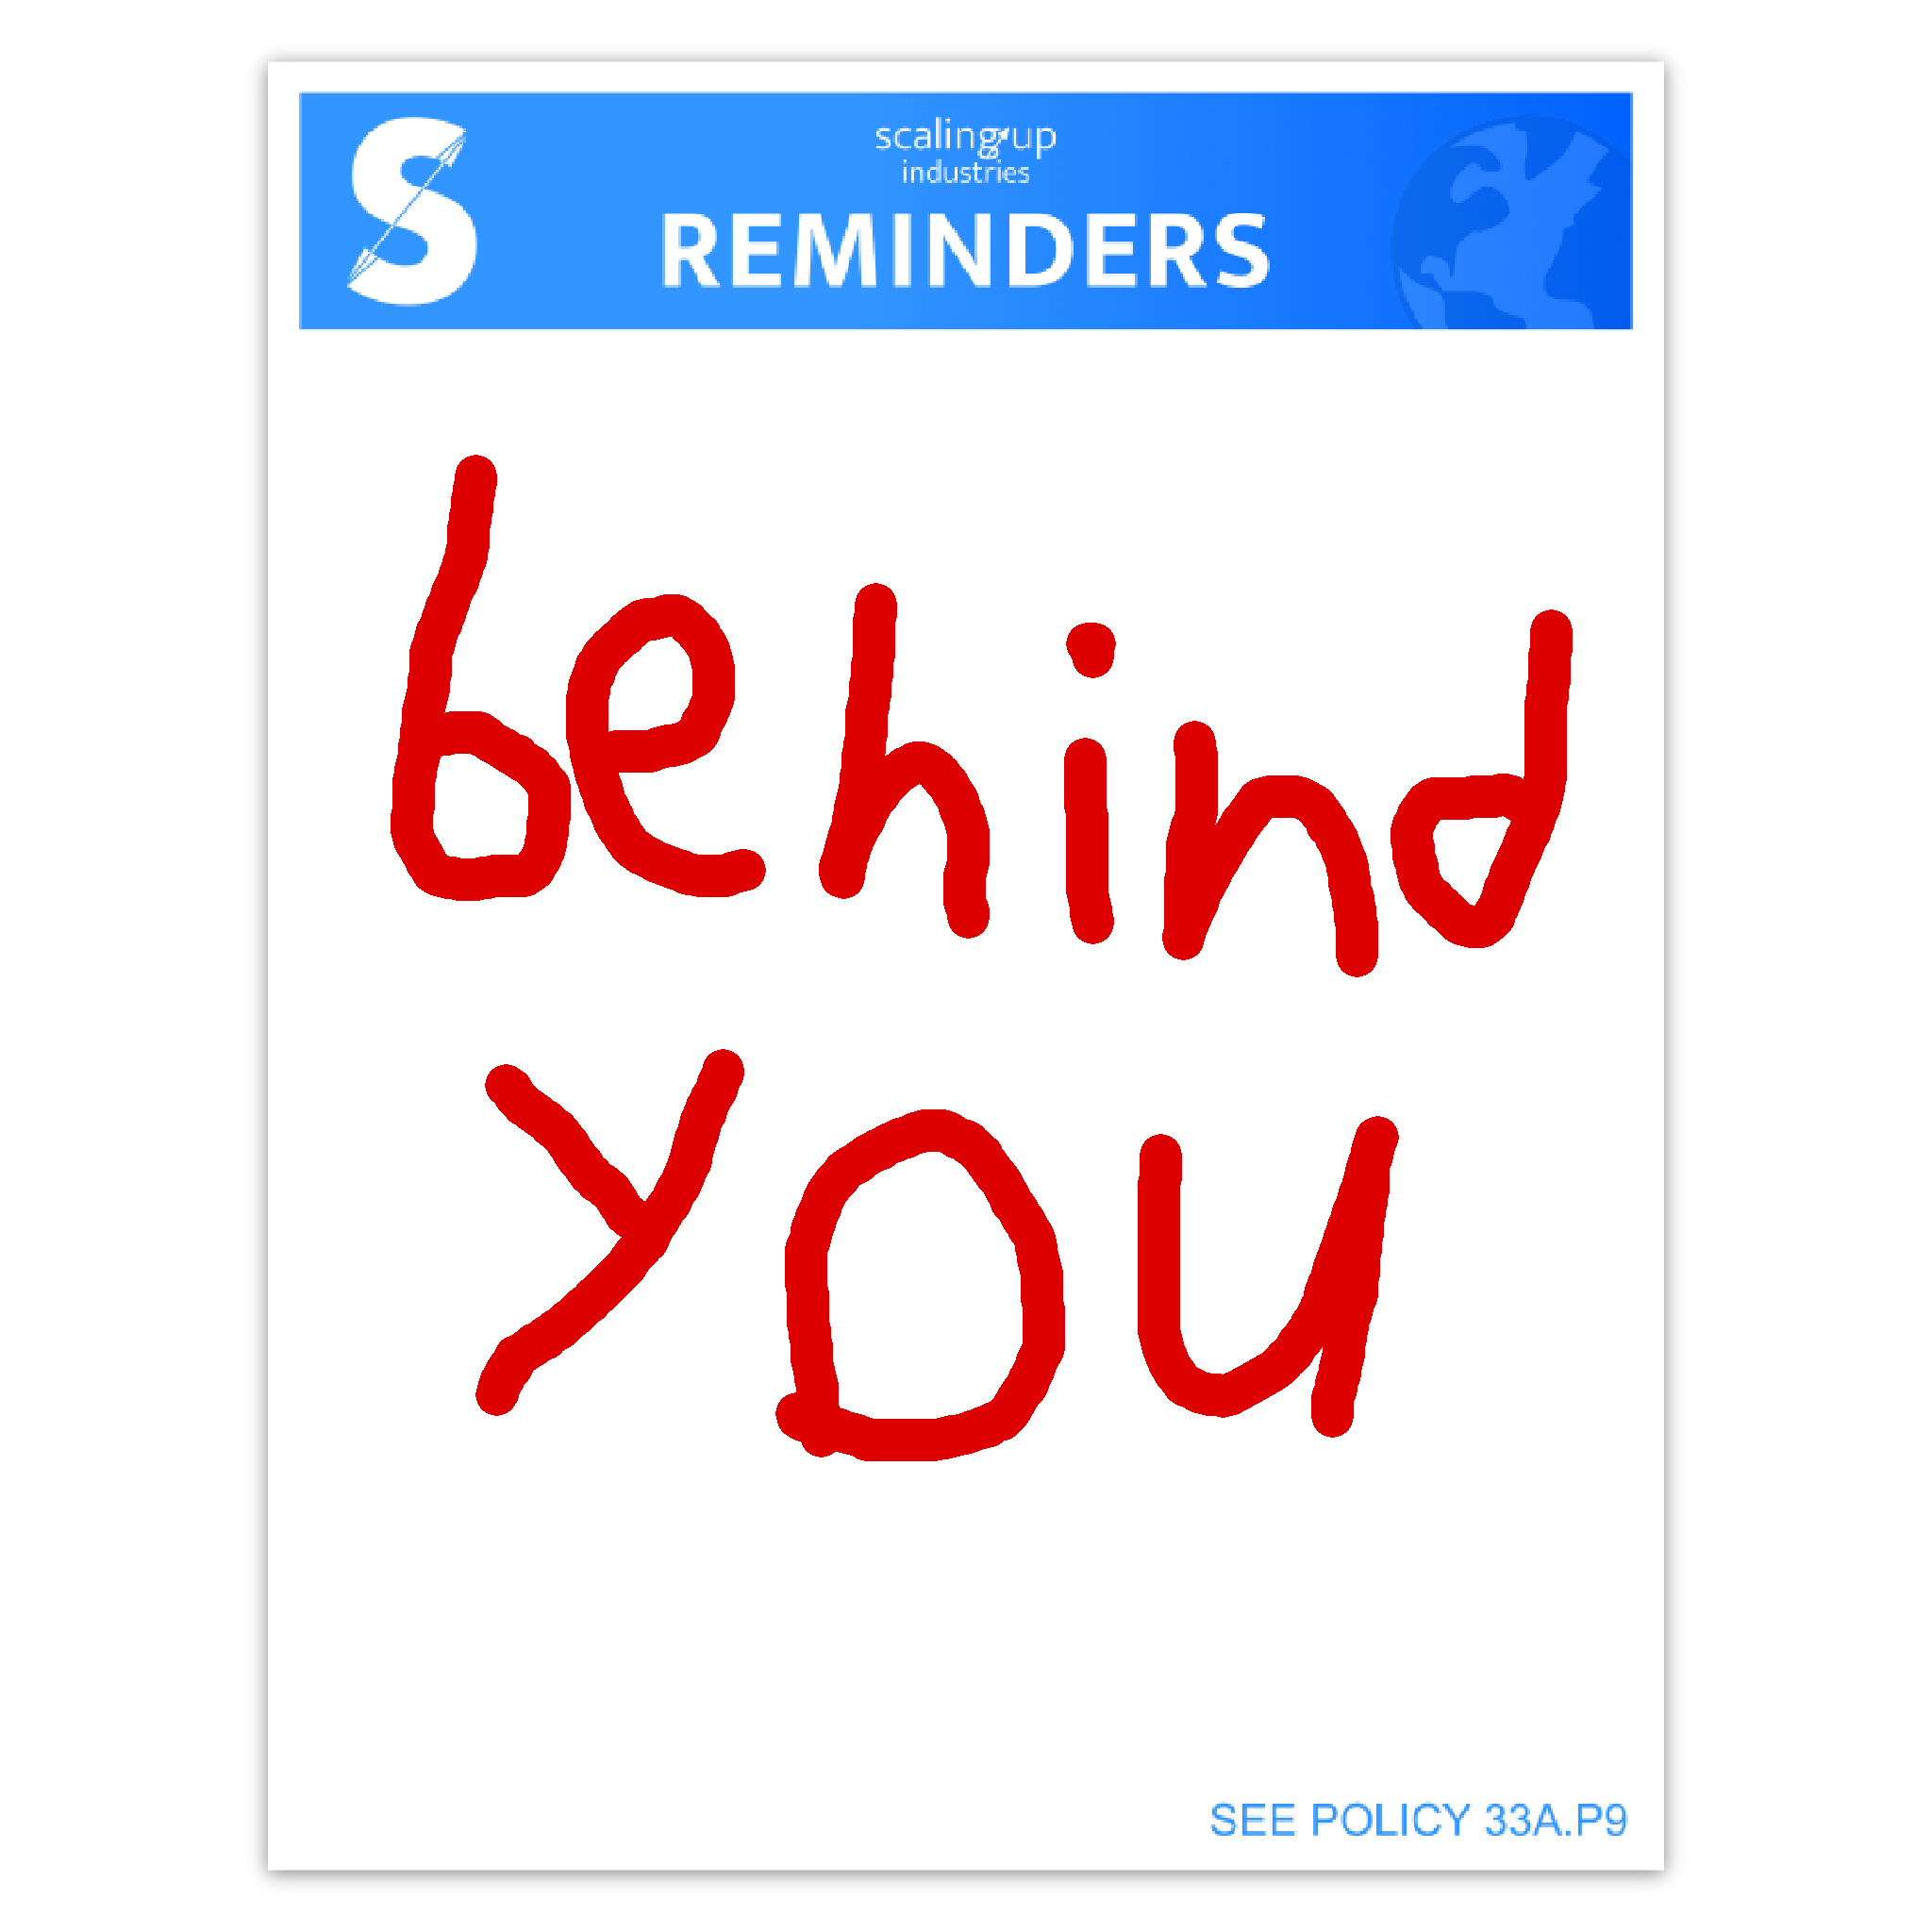 S
scaling up
industries
REMINDERS
behind
you
SEE POLICY 33A.P9